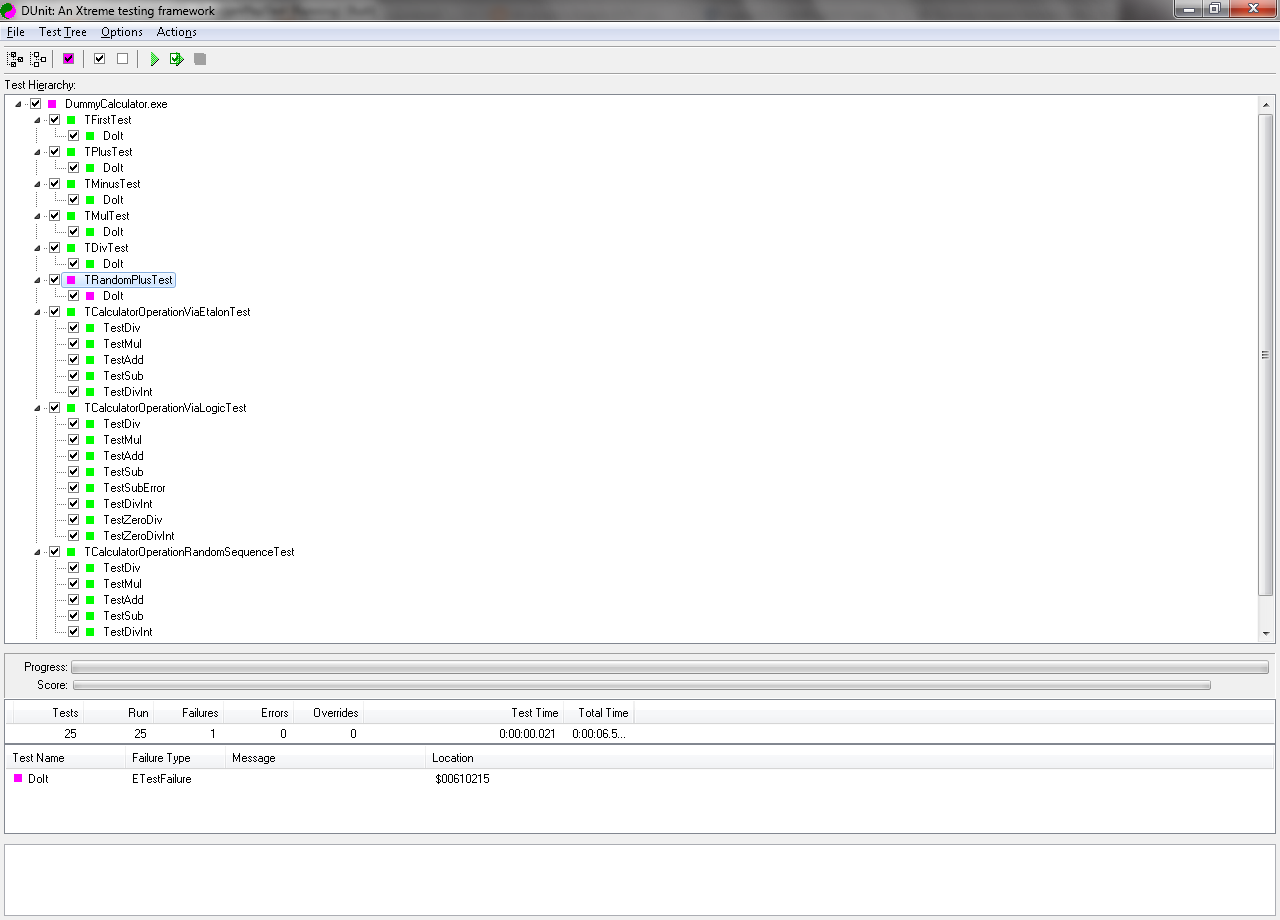 DUnit: An Xtreme testing framework
File Test Tree Options Actions
Test Hierarchy:
DummyCalculator.exe
TFirstTest
DoIt
TPlusTest
DoIt
TMinusTest
DoIt
TMulTest
DoIt
TDivTest
DoIt
TRandomPlusTest
DoIt
TCalculatorOperationViaEtalonTest
TestDiv
TestMul
TestAdd
TestSub
TestDivInt
TCalculatorOperationViaLogicTest
TestDiv
TestMul
TestAdd
TestSub
TestSubError
TestDivInt
TestZeroDiv
TestZeroDivInt
TCalculatorOperationRandomSequenceTest
TestDiv
TestMul
TestAdd
TestSub
TestDivInt
Progress:
Score:
Tests Run Failures Errors Overrides Test Time Total Time
25 25 1 0 0 0:00:00.021 0:00:06.5...
Test Name Failure Type Message Location
DoIt ETestFailure $00610215